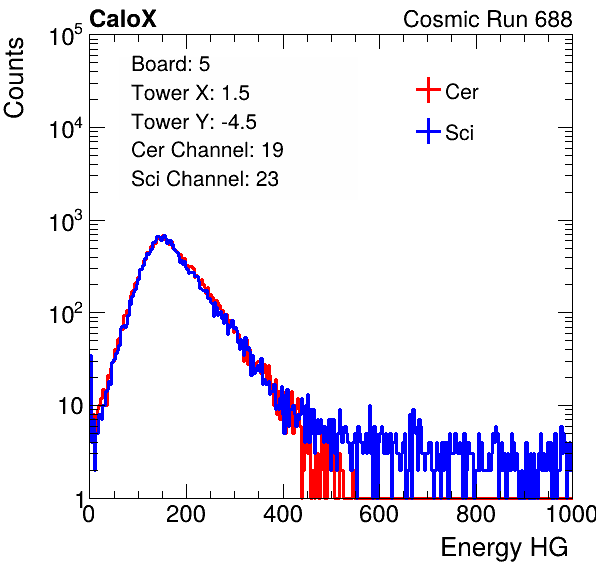 CaloX Cosmic Run 688
Counts
Board: 5
Tower X: 1.5
Tower Y: -4.5
Cer Channel: 19
Sci Channel: 23
Cer
Sci
10^5
10^4
10^3
10^2
10
1
0 200 400 600 800 1000
Energy HG